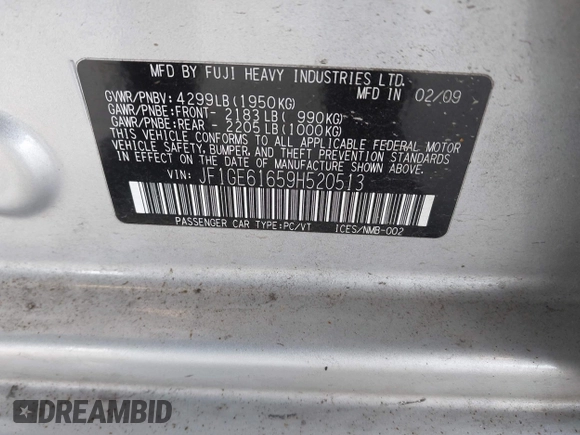 MFD BY FUJI HEAVY INDUSTRIES LTD.
MFD IN 02/09
GVWR/PNBV: 4299LB(1950KG)
GAWR/PNBE:FRONT- 2183LB( 990KG)
GAWR/PNBE:REAR - 2205LB(1000KG)
THIS VEHICLE CONFORMS TO ALL APPLICABLE FEDERAL MOTOR
VEHICLE SAFETY, BUMPER, AND THEFT PREVENTION STANDARDS
IN EFFECT ON THE DATE OF MANUFACTURE SHOWN ABOVE.
VIN: JF1GE61659H520513
PASSENGER CAR TYPE:PC/VT ICES/NMB-002
DREAMBID